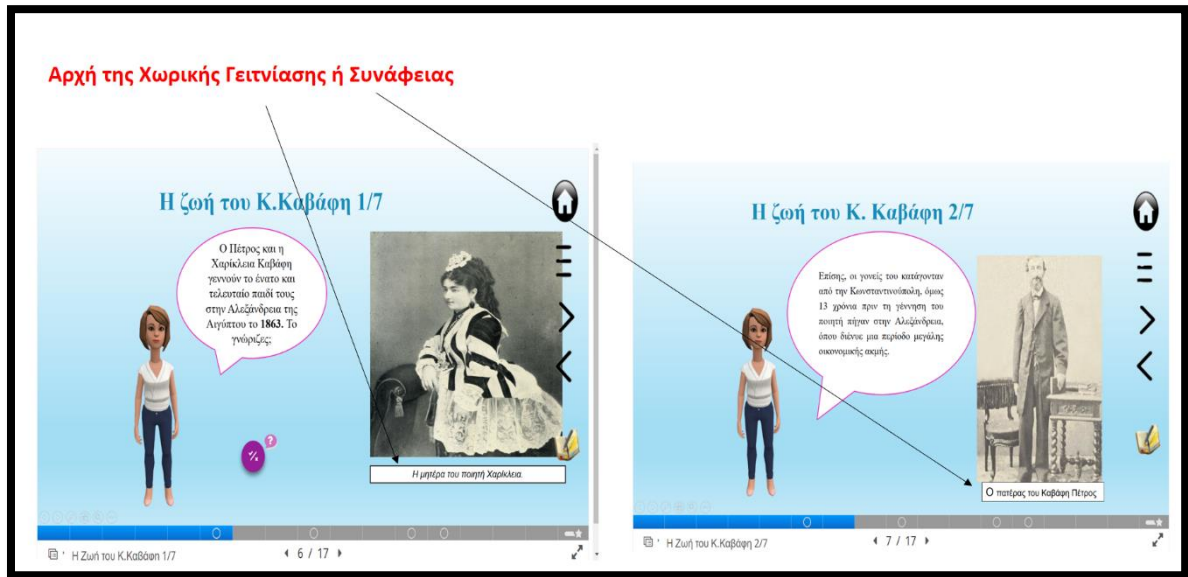 Αρχή της Χωρικής Γειτνίασης ή Συνάφειας
Η ζωή του Κ.Καβάφη 1/7
Ο Πέτρος και η
Χαρίκλεια Καβάφη
γεννούν το ένατο και
τελευταίο παιδί τους
στην Αλεξάνδρεια της
Αιγύπτου το 1863. Το
γνώριζες;
Η μητέρα του ποιητή Χαρίκλεια.
Η Ζωή του Κ.Καβάφη 1/7
6 / 17
Η ζωή του Κ. Καβάφη 2/7
Επίσης, οι γονείς του κατάγονταν
από την Κωνσταντινούπολη, όμως
13 χρόνια πριν τη γέννηση του
ποιητή πήγαν στην Αλεξάνδρεια,
όπου διένυε μια περίοδο μεγάλης
οικονομικής ακμής.
Ο πατέρας του Καβάφη Πέτρος
Η Ζωή του Κ.Καβάφη 2/7
7 / 17